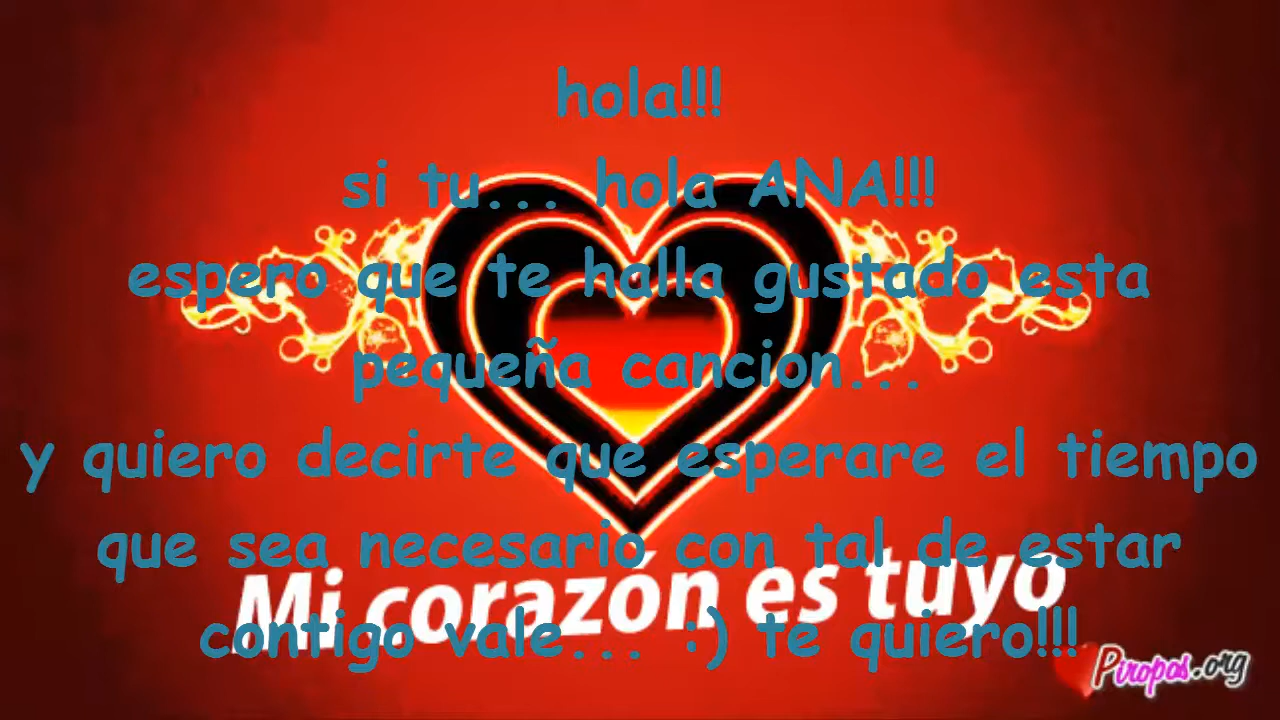 hola!!!
si tu... hola ANA!!!
espero que te halla gustado esta
pequeña cancion...
y quiero decirte que esperare el tiempo
que sea necesario con tal de estar
Mi corazón es tuyo
contigo vale... :) te quiero!!!
Piropos.org